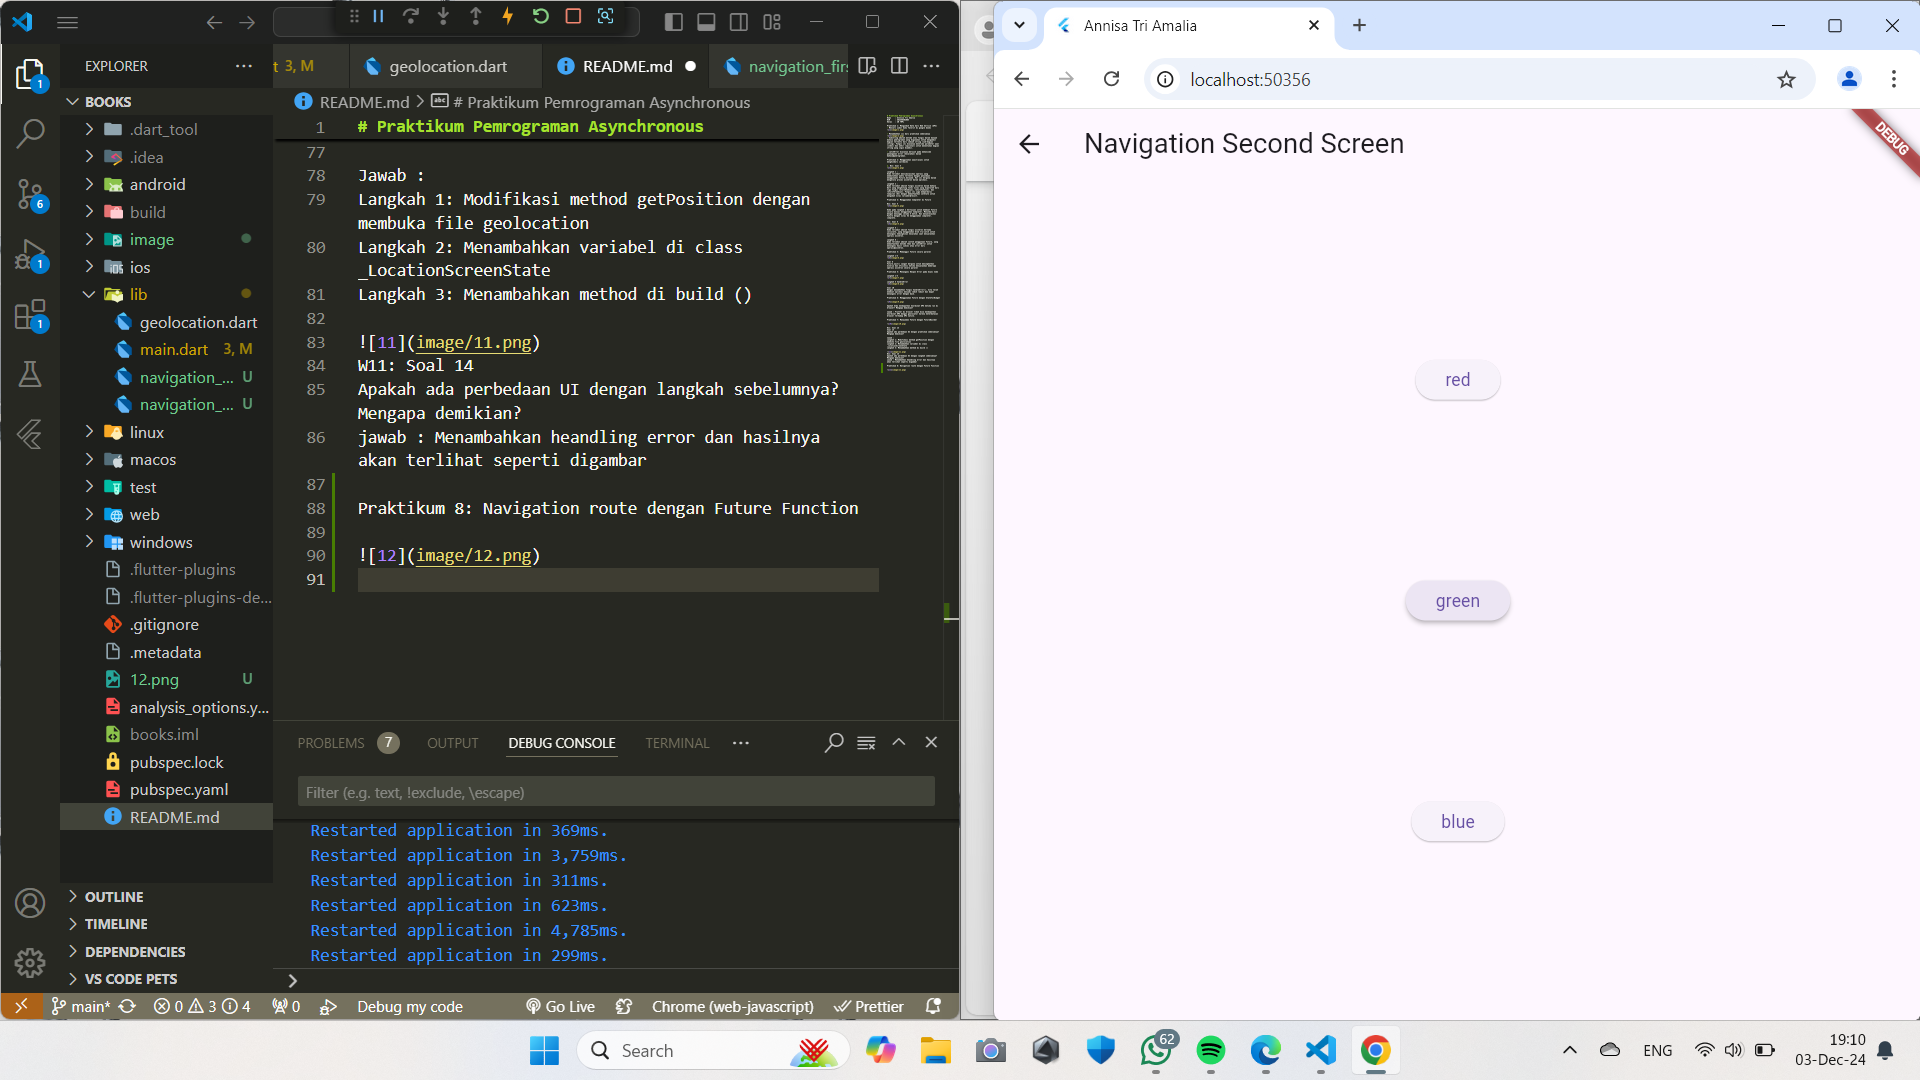 EXPLORER
BOOKS
.dart_tool
.idea
android
build
image
ios
lib
geolocation.dart
main.dart 3, M
navigation_... U
navigation_... U
linux
macos
test
web
windows
.flutter-plugins
.flutter-plugins-de...
.gitignore
.metadata
12.png U
analysis_options.y...
books.iml
pubspec.lock
pubspec.yaml
README.md
OUTLINE
TIMELINE
DEPENDENCIES
VS CODE PETS
1
6
1
1
t 3, M
geolocation.dart
README.md
navigation_firs
README.md > # Praktikum Pemrograman Asynchronous
1 # Praktikum Pemrograman Asynchronous
77
78 Jawab :
79 Langkah 1: Modifikasi method getPosition dengan
membuka file geolocation
80 Langkah 2: Menambahkan variabel di class
_LocationScreenState
81 Langkah 3: Menambahkan method di build ()
82
83 ![11](image/11.png)
84 W11: Soal 14
85 Apakah ada perbedaan UI dengan langkah sebelumnya?
Mengapa demikian?
86 jawab : Menambahkan heandling error dan hasilnya
akan terlihat seperti digambar
87
88 Praktikum 8: Navigation route dengan Future Function
89
90 ![12](image/12.png)
91
PROBLEMS 7 OUTPUT DEBUG CONSOLE TERMINAL
Filter (e.g. text, !exclude, \escape)
Restarted application in 369ms.
Restarted application in 3,759ms.
Restarted application in 311ms.
Restarted application in 623ms.
Restarted application in 4,785ms.
Restarted application in 299ms.
main* 0 3 4 0 Debug my code Go Live Chrome (web-javascript) Prettier
Annisa Tri Amalia
localhost:50356
Navigation Second Screen
DEBUG
red
green
blue
Search
62
ENG
19:10
03-Dec-24